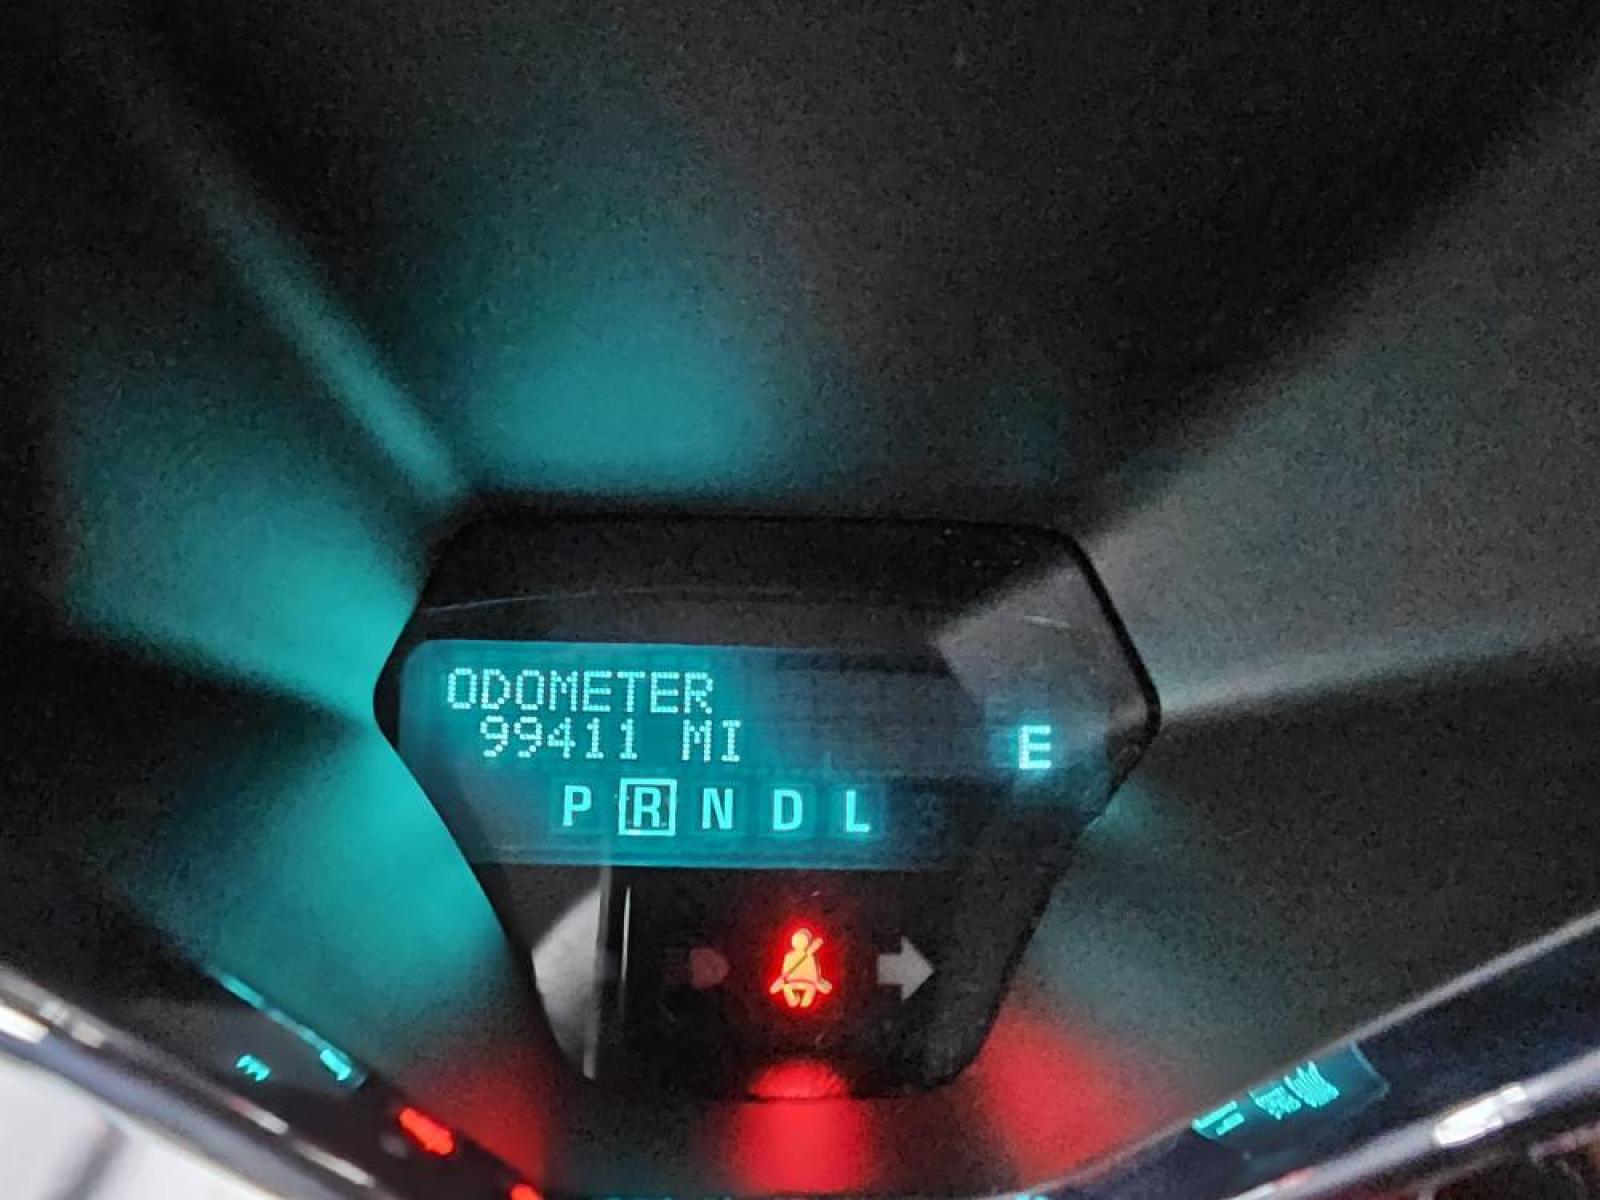 ODOMETER
99411 MI
E
P R N D L